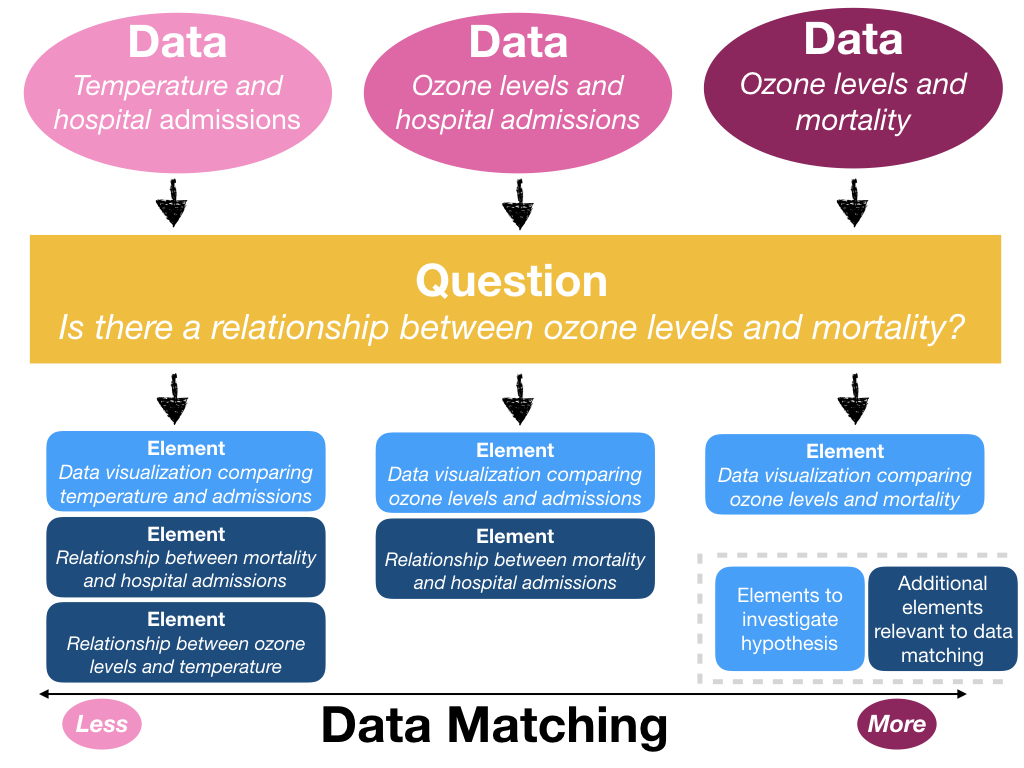 Data
Temperature and
hospital admissions
Data
Ozone levels and
hospital admissions
Data
Ozone levels and
mortality
Question
Is there a relationship between ozone levels and mortality?
Element
Data visualization comparing
temperature and admissions
Element
Relationship between mortality
and hospital admissions
Element
Relationship between ozone
levels and temperature
Element
Data visualization comparing
ozone levels and admissions
Element
Relationship between mortality
and hospital admissions
Element
Data visualization comparing
ozone levels and mortality
Elements to
investigate
hypothesis
Additional
elements
relevant to data
matching
Less
Data Matching
More